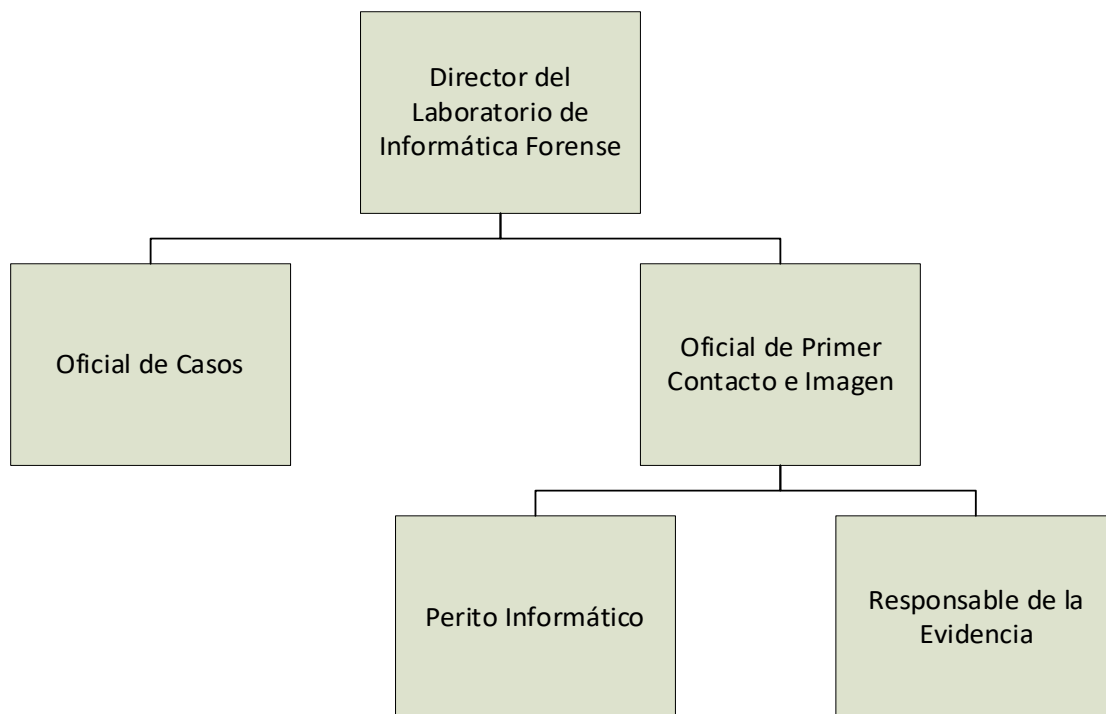 Director del
Laboratorio de
Informática Forense
Oficial de Casos
Oficial de Primer
Contacto e Imagen
Perito Informático
Responsable de la
Evidencia